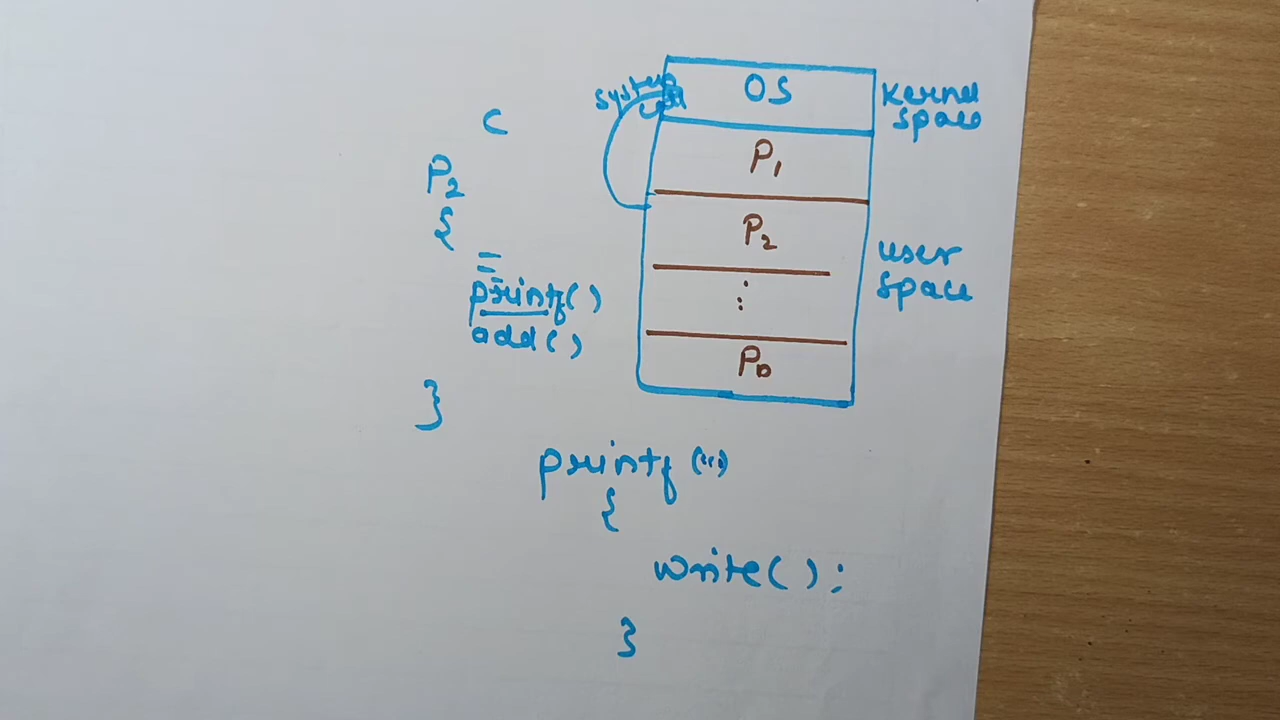 C
P2
{
printf()
add()
}
System
Call
OS
Kernel
space
P1
P2
⋮
Pn
User
space
printf("")
{
write();
}